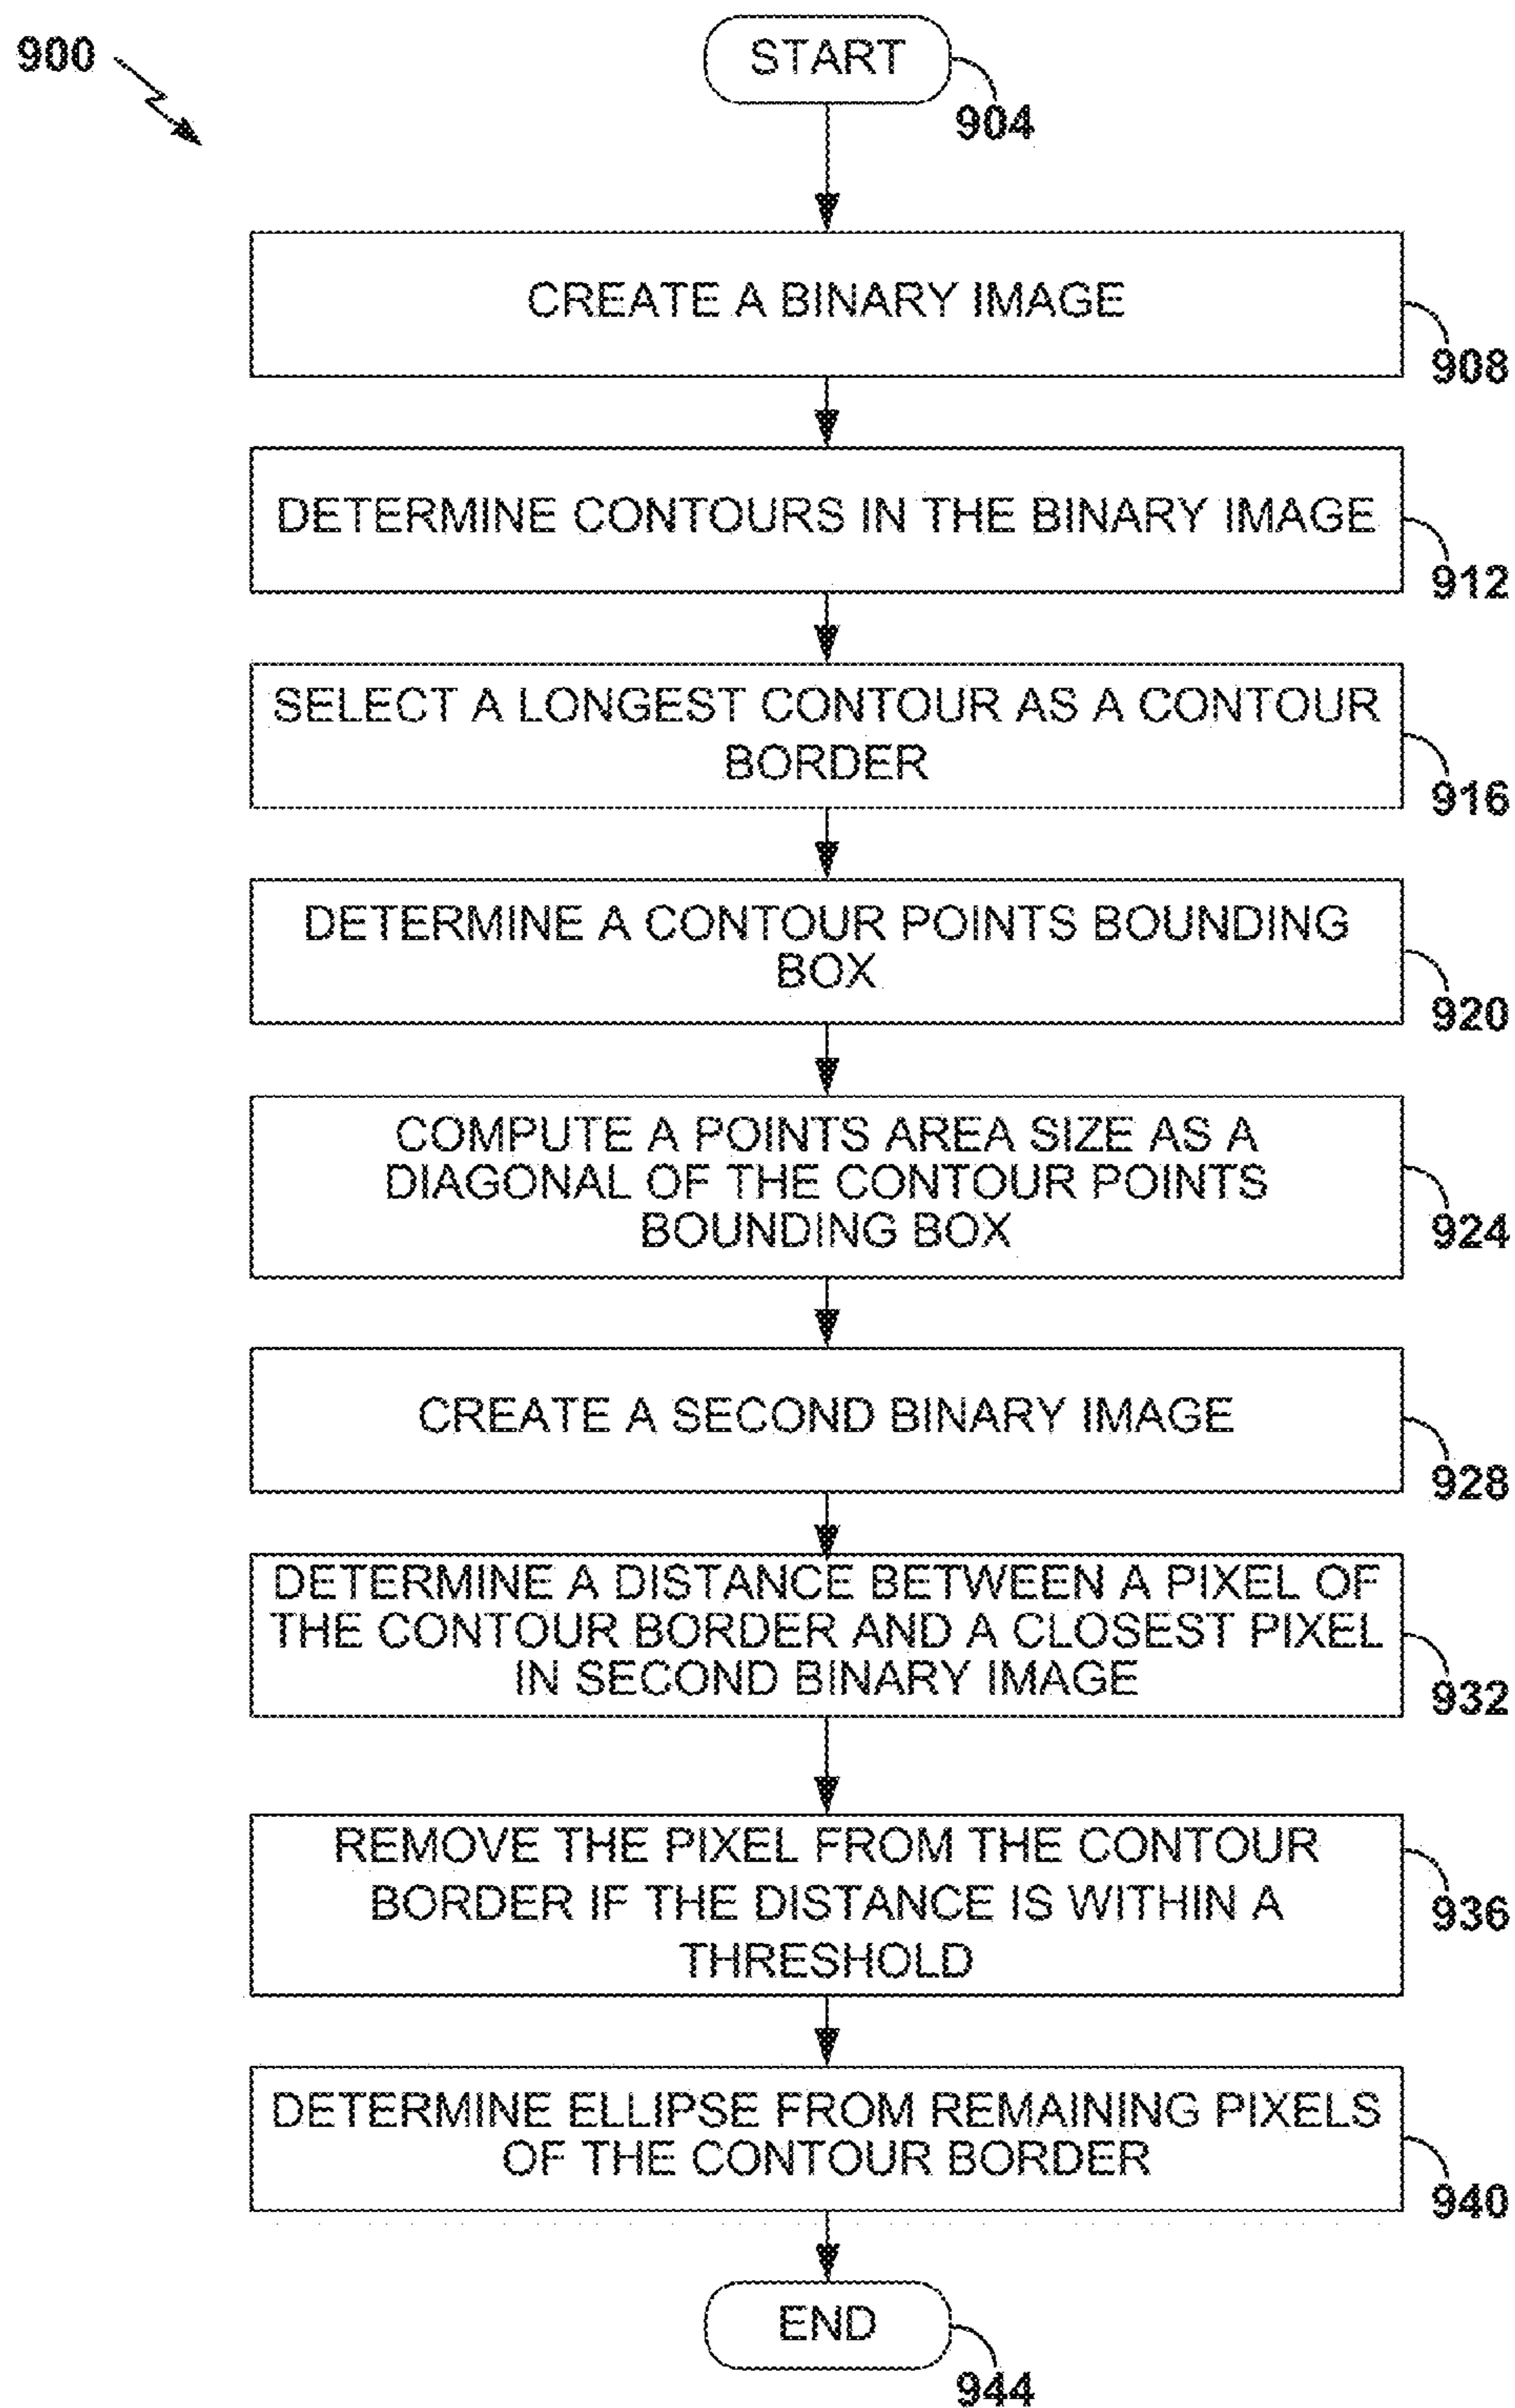 900
START
904
CREATE A BINARY IMAGE
908
DETERMINE CONTOURS IN THE BINARY IMAGE
912
SELECT A LONGEST CONTOUR AS A CONTOUR
BORDER
916
DETERMINE A CONTOUR POINTS BOUNDING
BOX
920
COMPUTE A POINTS AREA SIZE AS A
DIAGONAL OF THE CONTOUR POINTS
BOUNDING BOX
924
CREATE A SECOND BINARY IMAGE
928
DETERMINE A DISTANCE BETWEEN A PIXEL OF
THE CONTOUR BORDER AND A CLOSEST PIXEL
IN SECOND BINARY IMAGE
932
REMOVE THE PIXEL FROM THE CONTOUR
BORDER IF THE DISTANCE IS WITHIN A
THRESHOLD
936
DETERMINE ELLIPSE FROM REMAINING PIXELS
OF THE CONTOUR BORDER
940
END
944